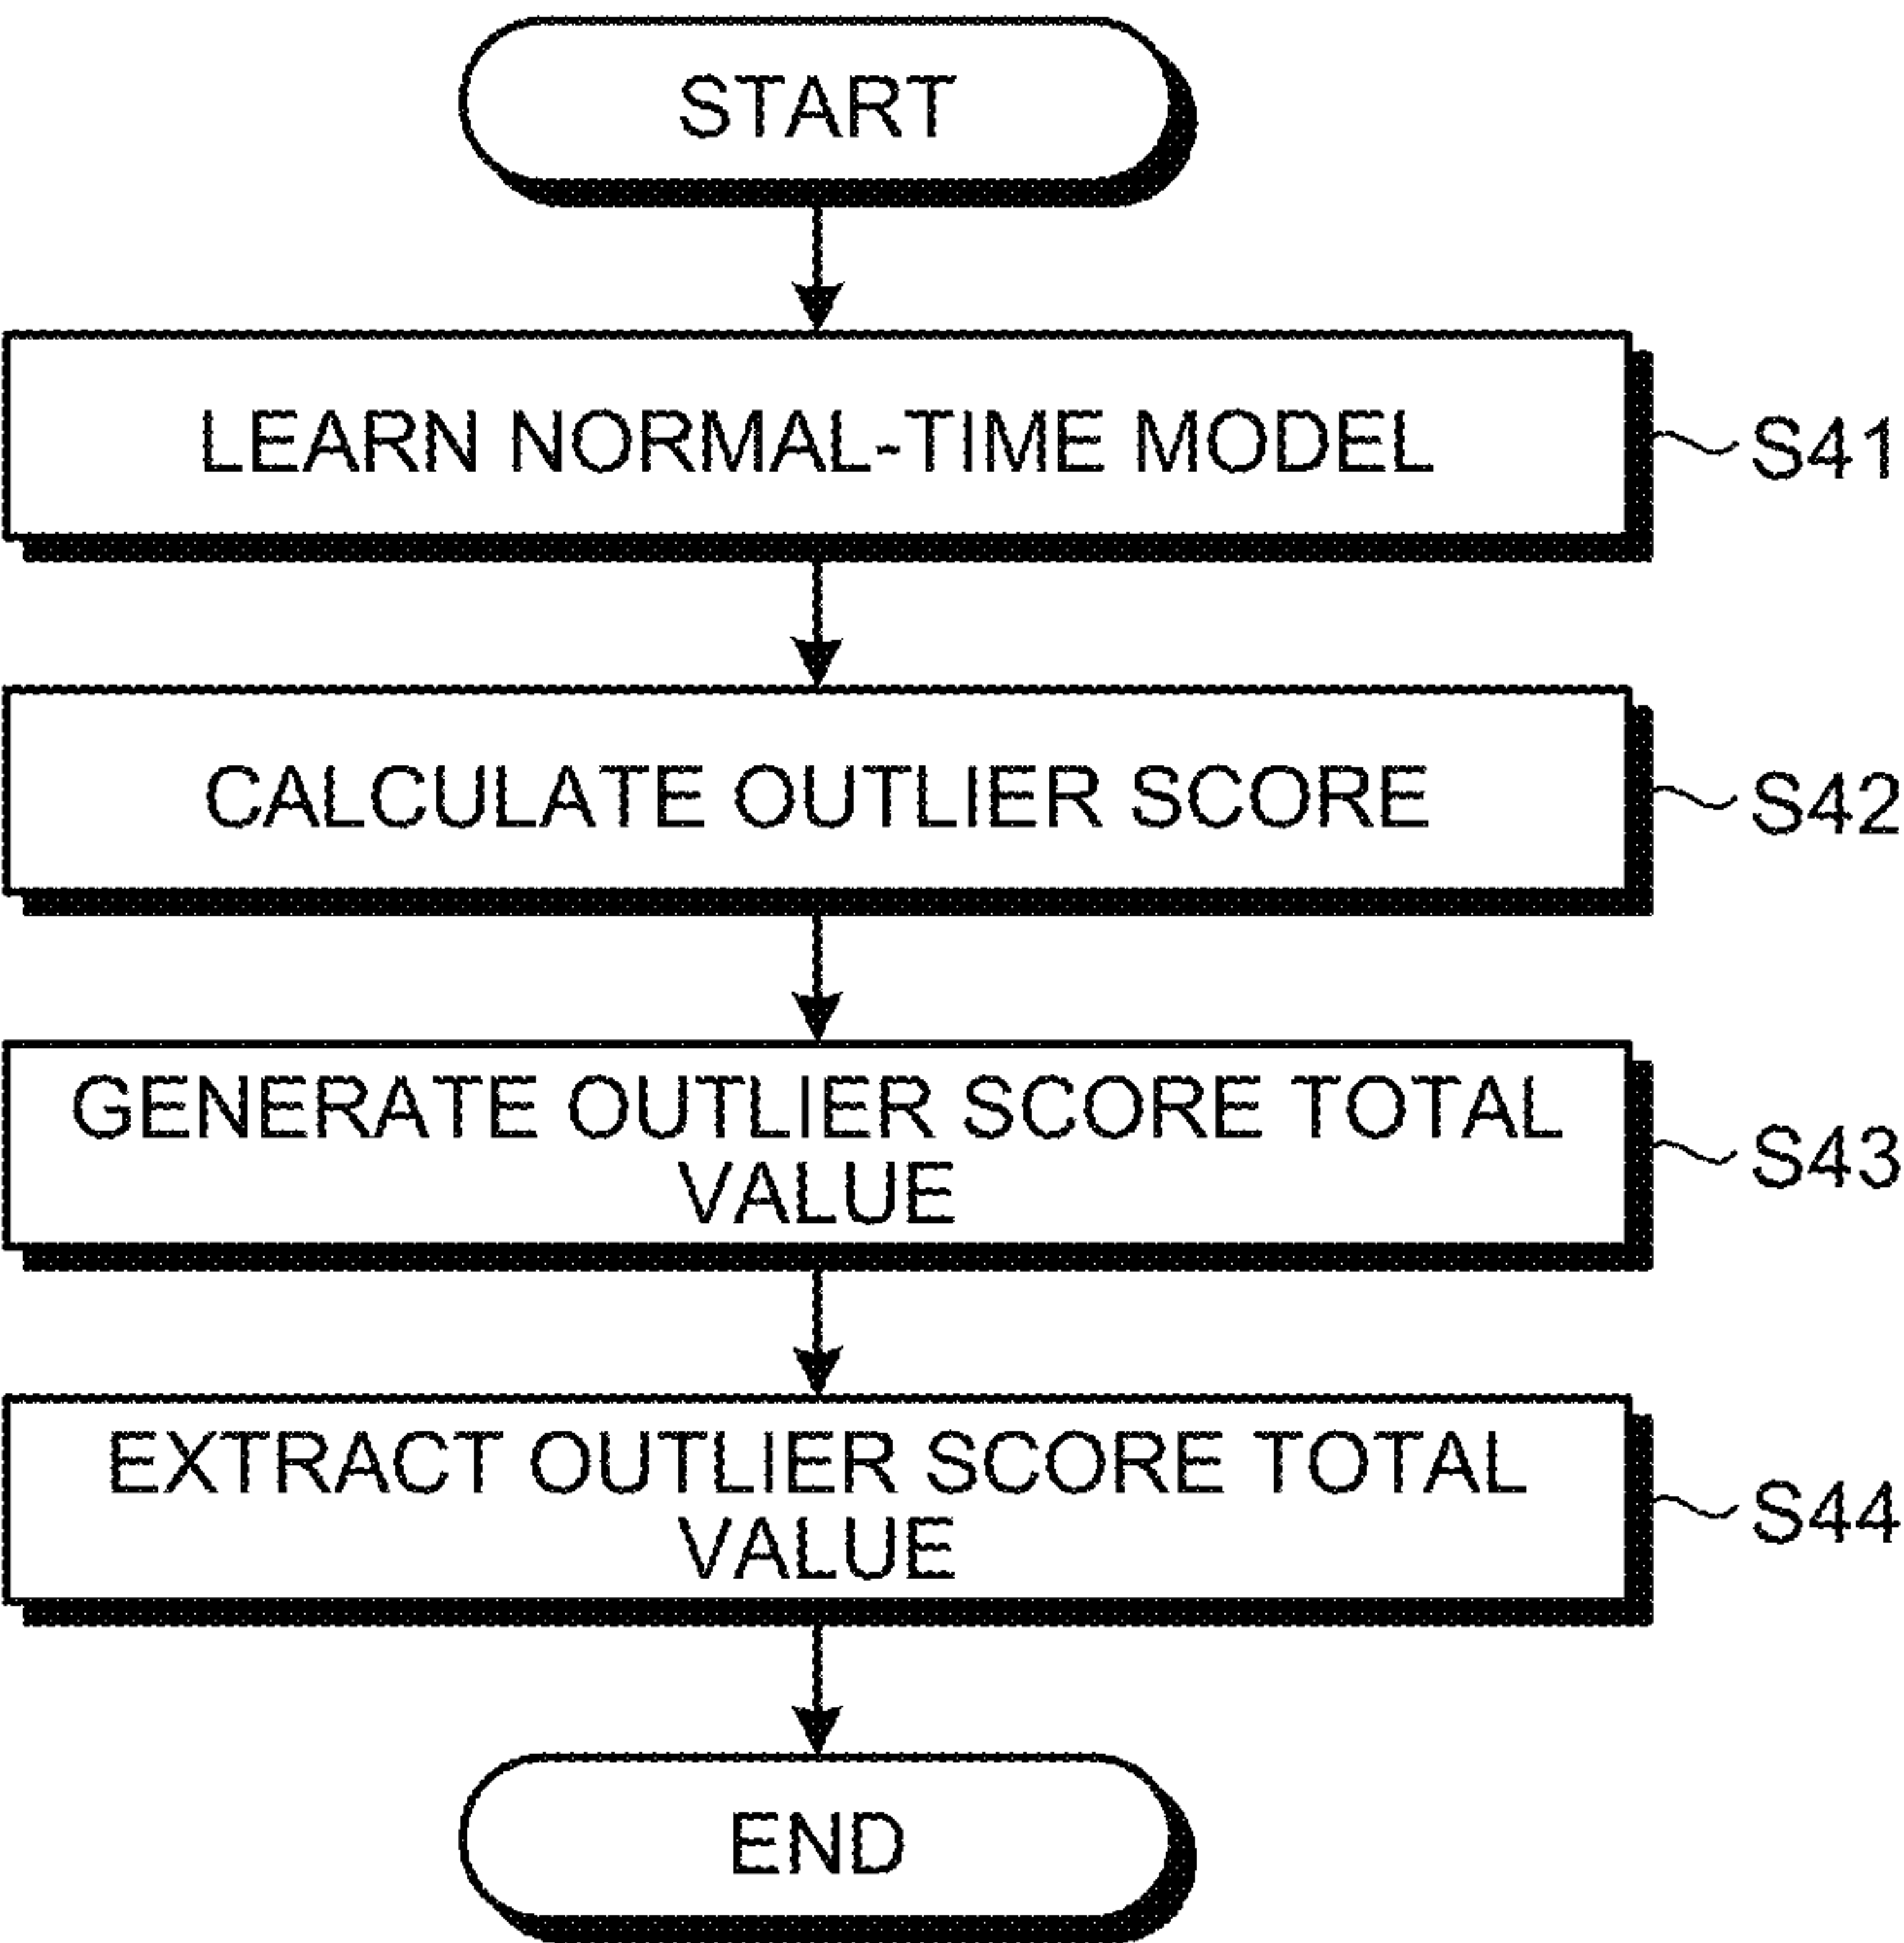 START
LEARN NORMAL-TIME MODEL
S41
CALCULATE OUTLIER SCORE
S42
GENERATE OUTLIER SCORE TOTAL
VALUE
S43
EXTRACT OUTLIER SCORE TOTAL
VALUE
S44
END